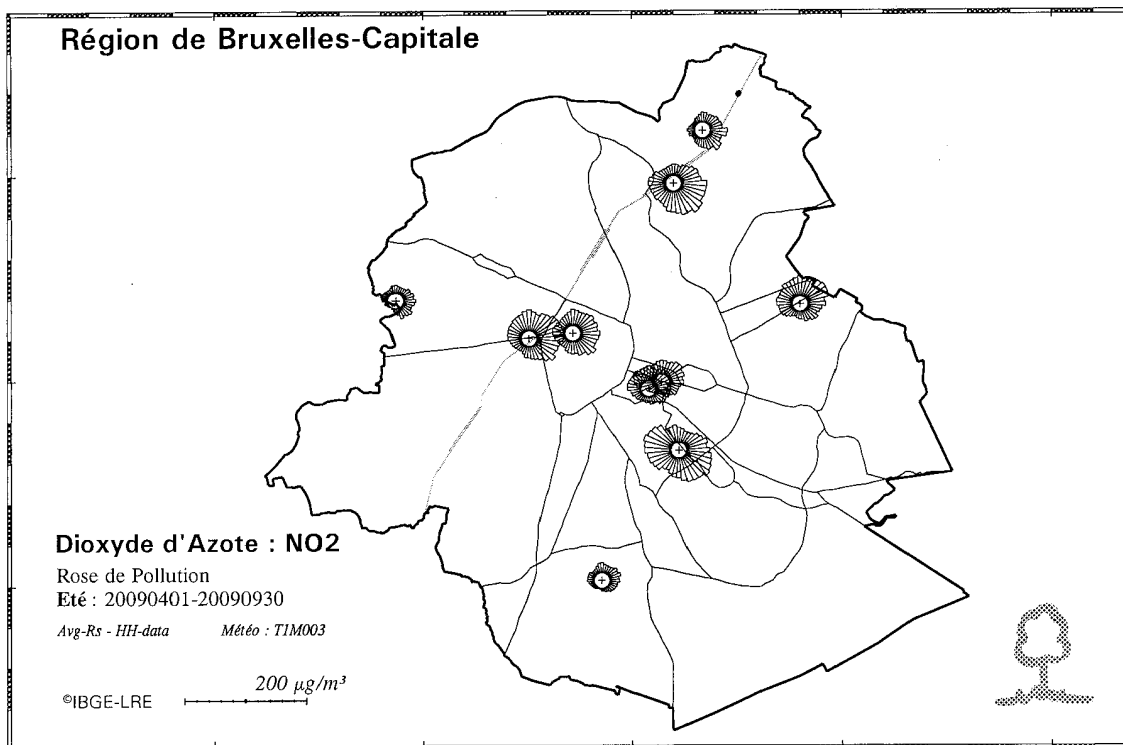 Région de Bruxelles-Capitale
Dioxyde d'Azote : NO2
Rose de Pollution
Eté : 20090401-20090930
Avg-Rs - HH-data Météo : T1M003
200 µg/m³
©IBGE-LRE